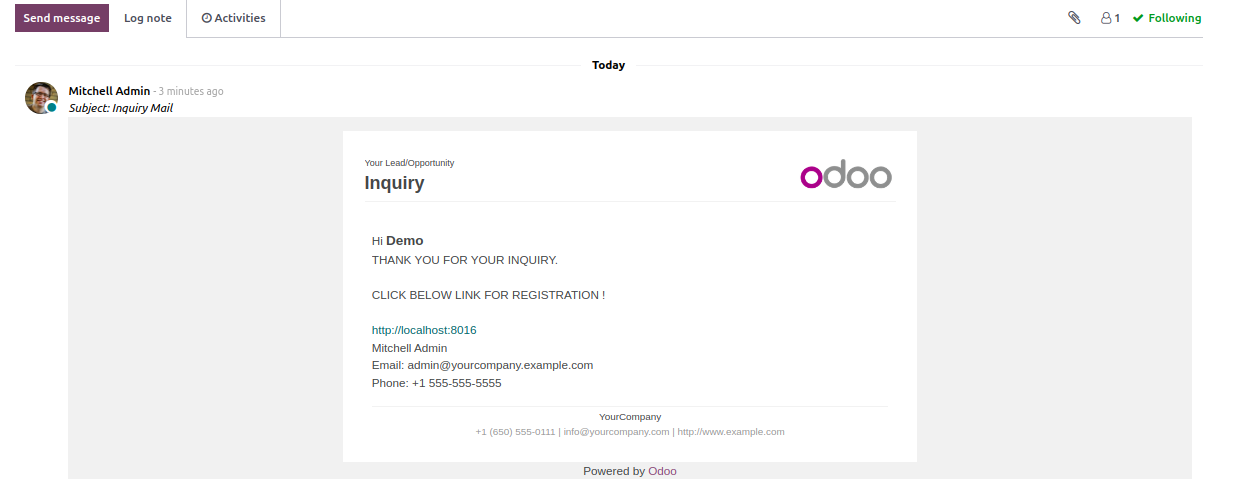 Send message Log note Activities 1 Following
Today
Mitchell Admin - 3 minutes ago
Subject: Inquiry Mail
Your Lead/Opportunity
Inquiry
odoo
Hi Demo
THANK YOU FOR YOUR INQUIRY.
CLICK BELOW LINK FOR REGISTRATION !
http://localhost:8016
Mitchell Admin
Email: admin@yourcompany.example.com
Phone: +1 555-555-5555
YourCompany
+1 (650) 555-0111 | info@yourcompany.com | http://www.example.com
Powered by Odoo